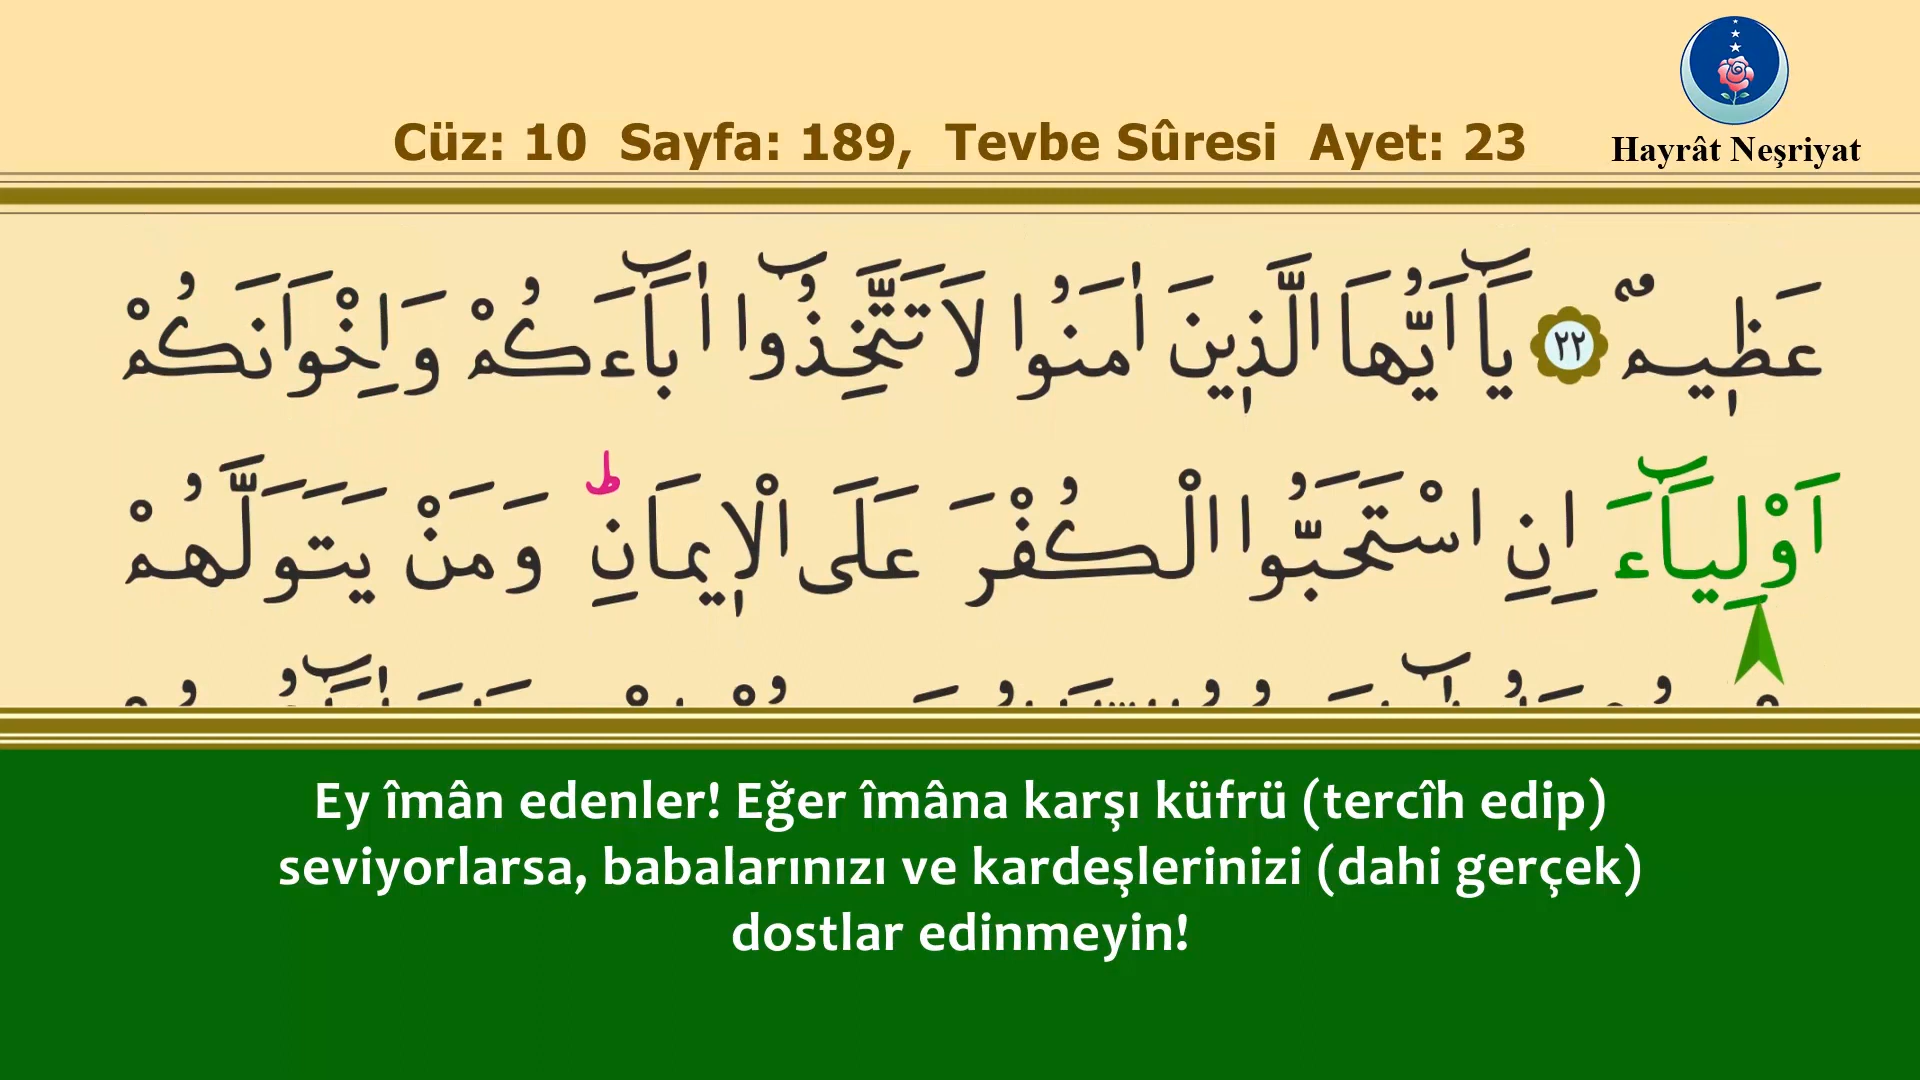 Cüz: 10 Sayfa: 189, Tevbe Sûresi Ayet: 23
Hayrât Neşriyat
عَظٖيمٌ ﴿٢٢﴾ يَٓا اَيُّهَا الَّذٖينَ اٰمَنُوا لَا تَتَّخِذُٓوا اٰبَٓاءَكُمْ وَاِخْوَانَكُمْ
اَوْلِيَٓاءَ اِنِ اسْتَحَبُّوا الْكُفْرَ عَلَى الْاٖيمَانِؕ وَمَنْ يَتَوَلَّهُمْ
Ey îmân edenler! Eğer îmâna karşı küfrü (tercîh edip)
seviyorlarsa, babalarınızı ve kardeşlerinizi (dahi gerçek)
dostlar edinmeyin!